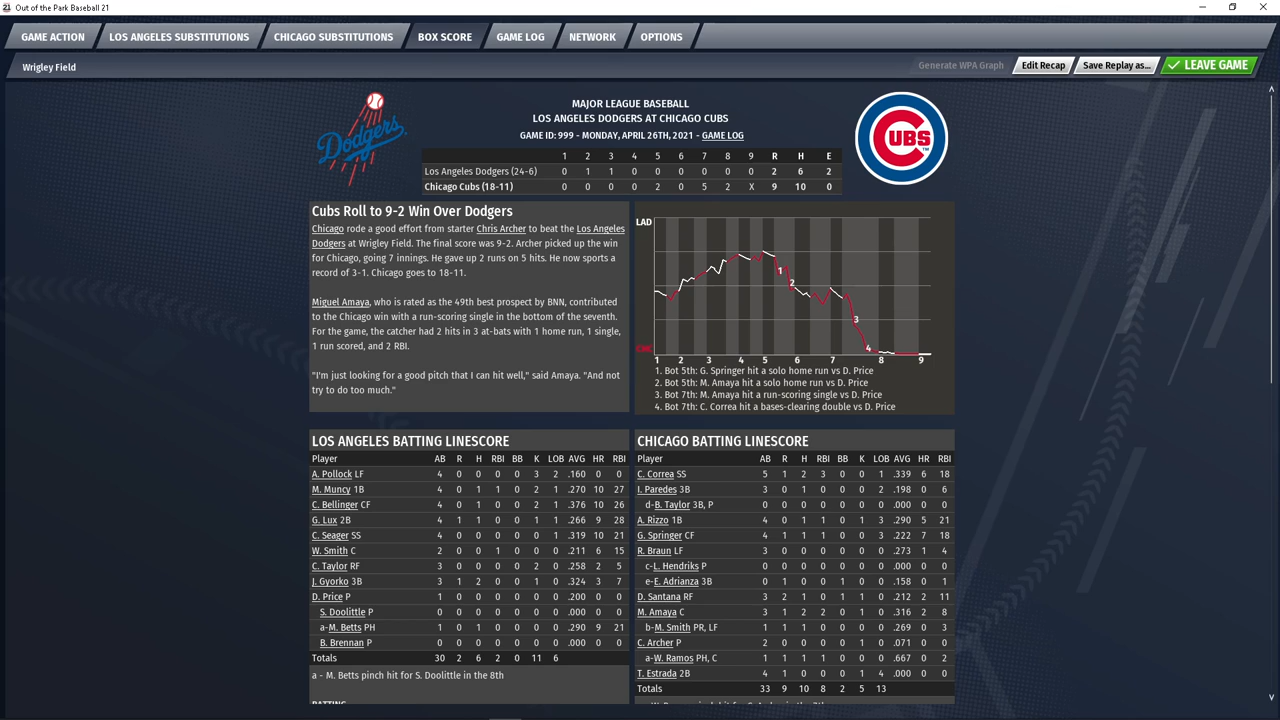 Out of the Park Baseball 21
GAME ACTION LOS ANGELES SUBSTITUTIONS CHICAGO SUBSTITUTIONS BOX SCORE GAME LOG NETWORK OPTIONS
Wrigley Field Generate WPA Graph Edit Recap Save Replay as... LEAVE GAME
Dodgers
CUBS
MAJOR LEAGUE BASEBALL
LOS ANGELES DODGERS AT CHICAGO CUBS
GAME ID: 999 - MONDAY, APRIL 26TH, 2021 - GAME LOG
1 2 3 4 5 6 7 8 9 R H E
Los Angeles Dodgers (24-6) 0 1 1 0 0 0 0 0 0 2 6 2
Chicago Cubs (18-11) 0 0 0 0 2 0 5 2 X 9 10 0
Cubs Roll to 9-2 Win Over Dodgers
Chicago rode a good effort from starter Chris Archer to beat the Los Angeles
Dodgers at Wrigley Field. The final score was 9-2. Archer picked up the win
for Chicago, going 7 innings. He gave up 2 runs on 5 hits. He now sports a
record of 3-1. Chicago goes to 18-11.
Miguel Amaya, who is rated as the 49th best prospect by BNN, contributed
to the Chicago win with a run-scoring single in the bottom of the seventh.
For the game, the catcher had 2 hits in 3 at-bats with 1 home run, 1 single,
1 run scored, and 2 RBI.
"I'm just looking for a good pitch that I can hit well," said Amaya. "And not
try to do too much."
LAD
1
2
3
4
CHC
1 2 3 4 5 6 7 8 9
1. Bot 5th: G. Springer hit a solo home run vs D. Price
2. Bot 5th: M. Amaya hit a solo home run vs D. Price
3. Bot 7th: M. Amaya hit a run-scoring single vs D. Price
4. Bot 7th: C. Correa hit a bases-clearing double vs D. Price
LOS ANGELES BATTING LINESCORE
Player AB R H RBI BB K LOB AVG HR RBI
A. Pollock LF 4 0 0 0 0 3 2 .160 0 0
M. Muncy 1B 4 0 1 1 0 2 1 .270 10 27
C. Bellinger CF 4 0 1 0 0 2 1 .376 10 26
G. Lux 2B 4 1 1 0 0 1 1 .266 9 28
C. Seager SS 4 0 0 0 0 0 1 .319 10 21
W. Smith C 2 0 0 1 0 0 0 .211 6 15
C. Taylor RF 3 0 0 0 0 2 0 .258 2 5
J. Gyorko 3B 3 1 2 0 0 1 0 .324 3 7
D. Price P 1 0 0 0 0 0 0 .200 0 0
S. Doolittle P 0 0 0 0 0 0 0 .000 0 0
a-M. Betts PH 1 0 1 0 0 0 0 .290 9 21
B. Brennan P 0 0 0 0 0 0 0 .000 0 0
Totals 30 2 6 2 0 11 6
a - M. Betts pinch hit for S. Doolittle in the 8th
CHICAGO BATTING LINESCORE
Player AB R H RBI BB K LOB AVG HR RBI
C. Correa SS 5 1 2 3 0 0 1 .339 6 18
I. Paredes 3B 3 0 1 0 0 0 2 .198 0 6
d-B. Taylor 3B, P 0 0 0 0 0 0 0 .000 0 0
A. Rizzo 1B 4 0 1 1 0 1 3 .290 5 21
G. Springer CF 4 1 1 1 0 0 3 .222 7 18
R. Braun LF 3 0 0 0 0 0 0 .273 1 4
c-L. Hendriks P 0 0 0 0 0 0 0 .000 0 0
e-E. Adrianza 3B 0 1 0 0 1 0 0 .158 0 1
D. Santana RF 3 2 1 0 1 1 0 .212 2 11
M. Amaya C 3 1 2 2 0 1 0 .316 2 8
b-M. Smith PR, LF 1 1 1 0 0 0 0 .269 0 3
C. Archer P 2 0 0 0 0 1 0 .071 0 0
a-W. Ramos PH, C 1 1 1 1 0 0 0 .667 0 2
T. Estrada 2B 4 1 0 0 0 1 4 .000 0 0
Totals 33 9 10 8 2 5 13